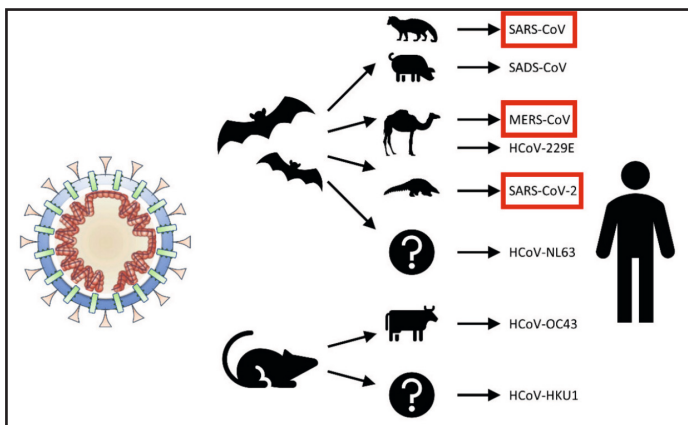 SARS-CoV
SADS-CoV
MERS-CoV
HCoV-229E
SARS-CoV-2
?
HCoV-NL63
HCoV-OC43
?
HCoV-HKU1